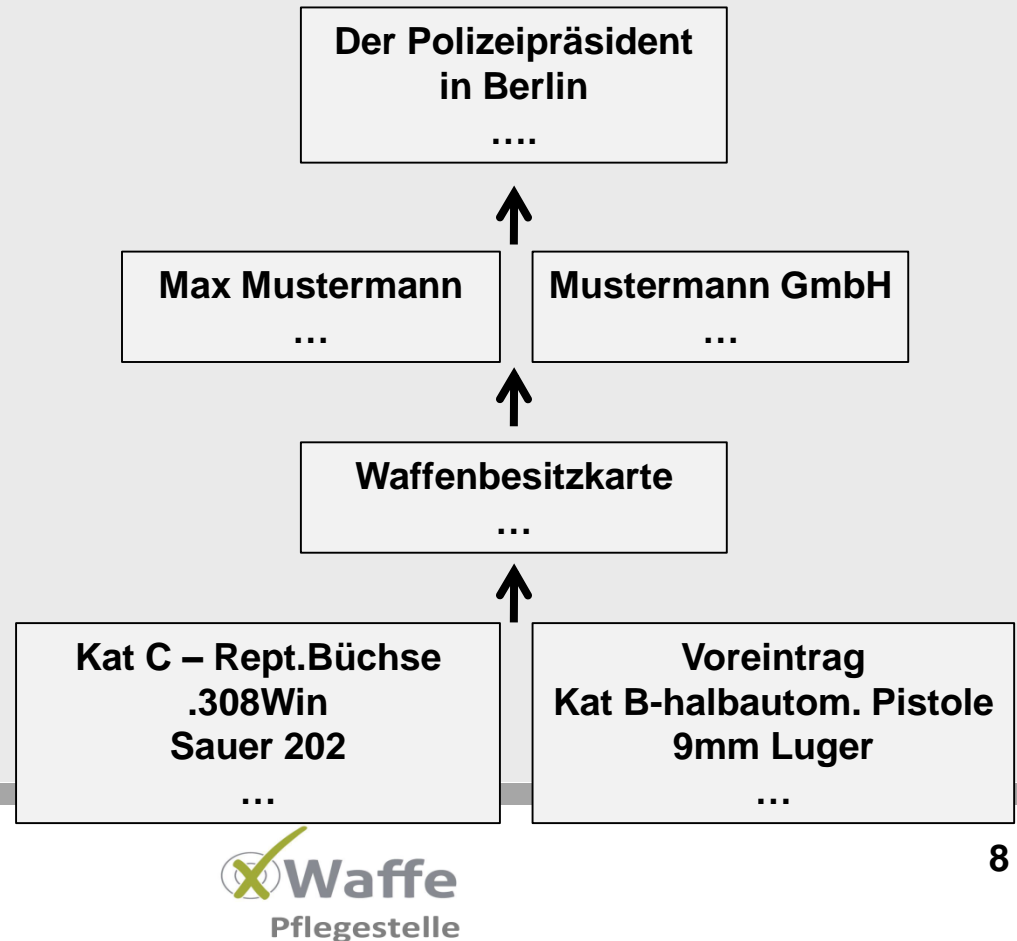 Der Polizeipräsident
in Berlin
….
Max Mustermann
…
Mustermann GmbH
…
Waffenbesitzkarte
…
Kat C – Rept.Büchse
.308Win
Sauer 202
…
Voreintrag
Kat B-halbautom. Pistole
9mm Luger
…
XWaffe
Pflegestelle
8